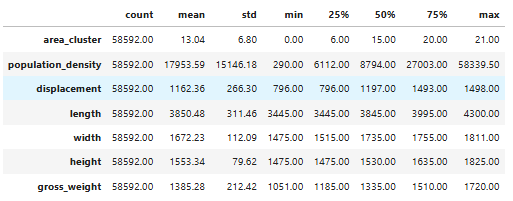 count mean std min 25% 50% 75% max
area_cluster 58592.00 13.04 6.80 0.00 6.00 15.00 20.00 21.00
population_density 58592.00 17953.59 15146.18 290.00 6112.00 8794.00 27003.00 58339.50
displacement 58592.00 1162.36 266.30 796.00 796.00 1197.00 1493.00 1498.00
length 58592.00 3850.48 311.46 3445.00 3445.00 3845.00 3995.00 4300.00
width 58592.00 1672.23 112.09 1475.00 1515.00 1735.00 1755.00 1811.00
height 58592.00 1553.34 79.62 1475.00 1475.00 1530.00 1635.00 1825.00
gross_weight 58592.00 1385.28 212.42 1051.00 1185.00 1335.00 1510.00 1720.00